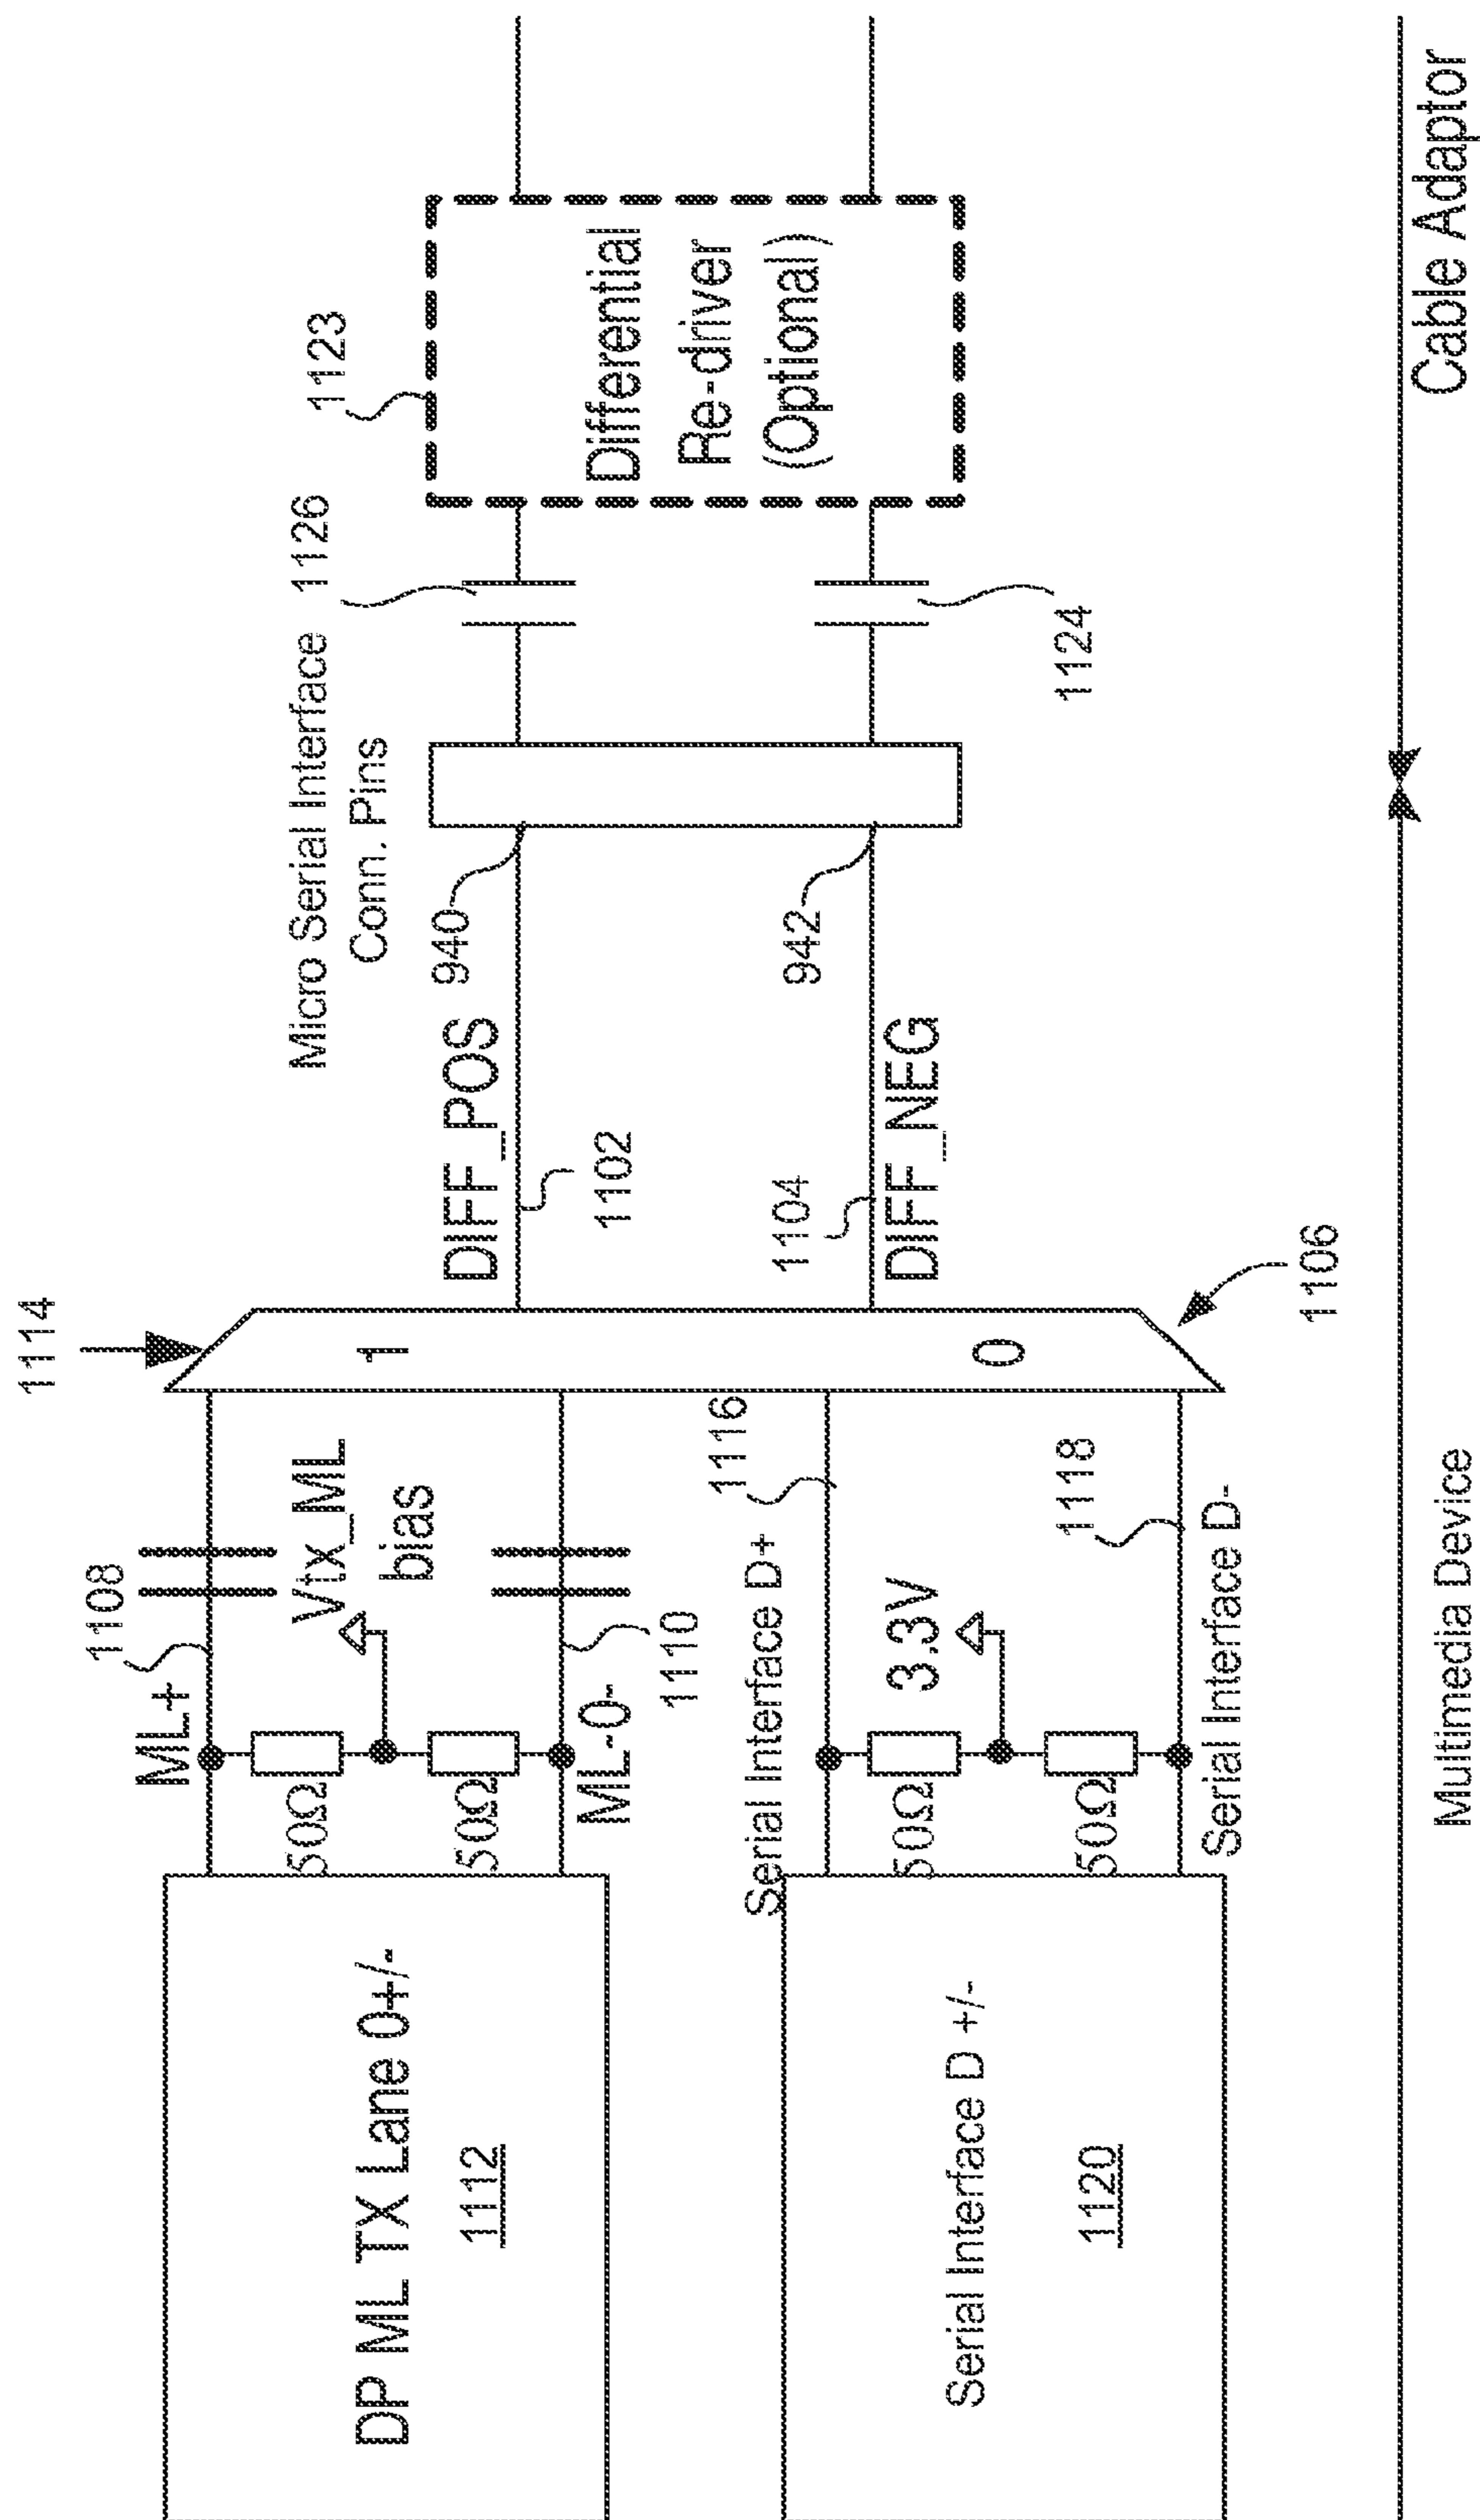 1114
1108
ML+
50Ω
Vtx_ML
bias
50Ω
1110
ML-0-
DP ML TX Lane 0+/-
1112
1
0
1106
Serial Interface D+
1116
50Ω
3.3V
50Ω
1118
Serial Interface D-
Serial Interface D +/-
1120
DIFF_POS
1102
1104
DIFF_NEG
940
942
Micro Serial Interface
Conn. Pins
1126
1124
1123
Differential
Re-driver
(Optional)
Multimedia Device
Cable Adaptor